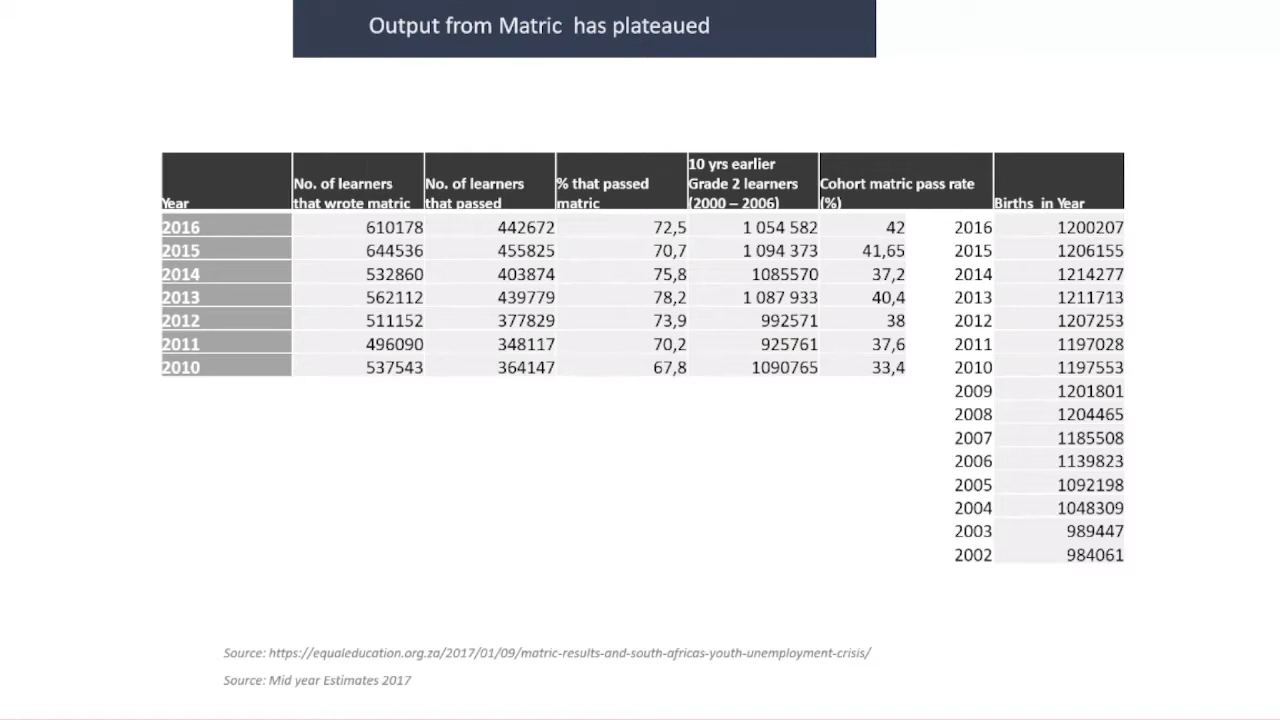 Output from Matric has plateaued
Year No. of learners that wrote matric No. of learners that passed % that passed matric 10 yrs earlier Grade 2 learners (2000 – 2006) Cohort matric pass rate (%) Births in Year
2016 610178 442672 72,5 1 054 582 42 2016 1200207
2015 644536 455825 70,7 1 094 373 41,65 2015 1206155
2014 532860 403874 75,8 1085570 37,2 2014 1214277
2013 562112 439779 78,2 1 087 933 40,4 2013 1211713
2012 511152 377829 73,9 992571 38 2012 1207253
2011 496090 348117 70,2 925761 37,6 2011 1197028
2010 537543 364147 67,8 1090765 33,4 2010 1197553
2009 1201801
2008 1204465
2007 1185508
2006 1139823
2005 1092198
2004 1048309
2003 989447
2002 984061
Source: https://equaleducation.org.za/2017/01/09/matric-results-and-south-africas-youth-unemployment-crisis/
Source: Mid year Estimates 2017